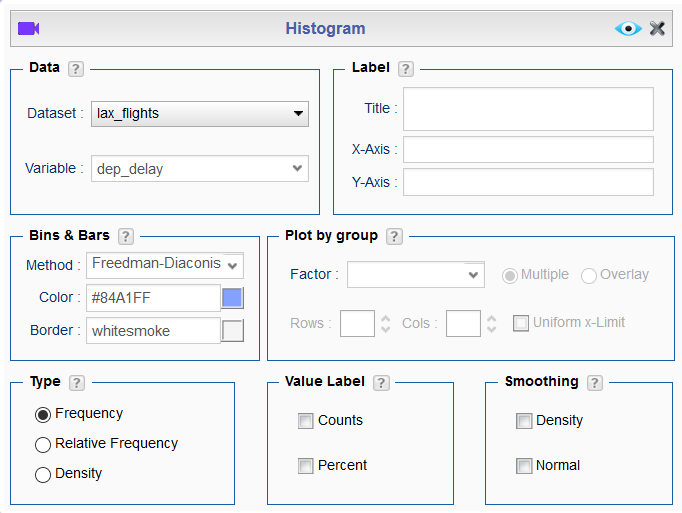 Histogram
Data ?
Dataset : lax_flights
Variable : dep_delay
Label ?
Title :
X-Axis :
Y-Axis :
Bins & Bars ?
Method : Freedman-Diaconis
Color : #84A1FF
Border : whitesmoke
Plot by group ?
Factor : Multiple Overlay
Rows : Cols : Uniform x-Limit
Type ?
Frequency
Relative Frequency
Density
Value Label ?
Counts
Percent
Smoothing ?
Density
Normal